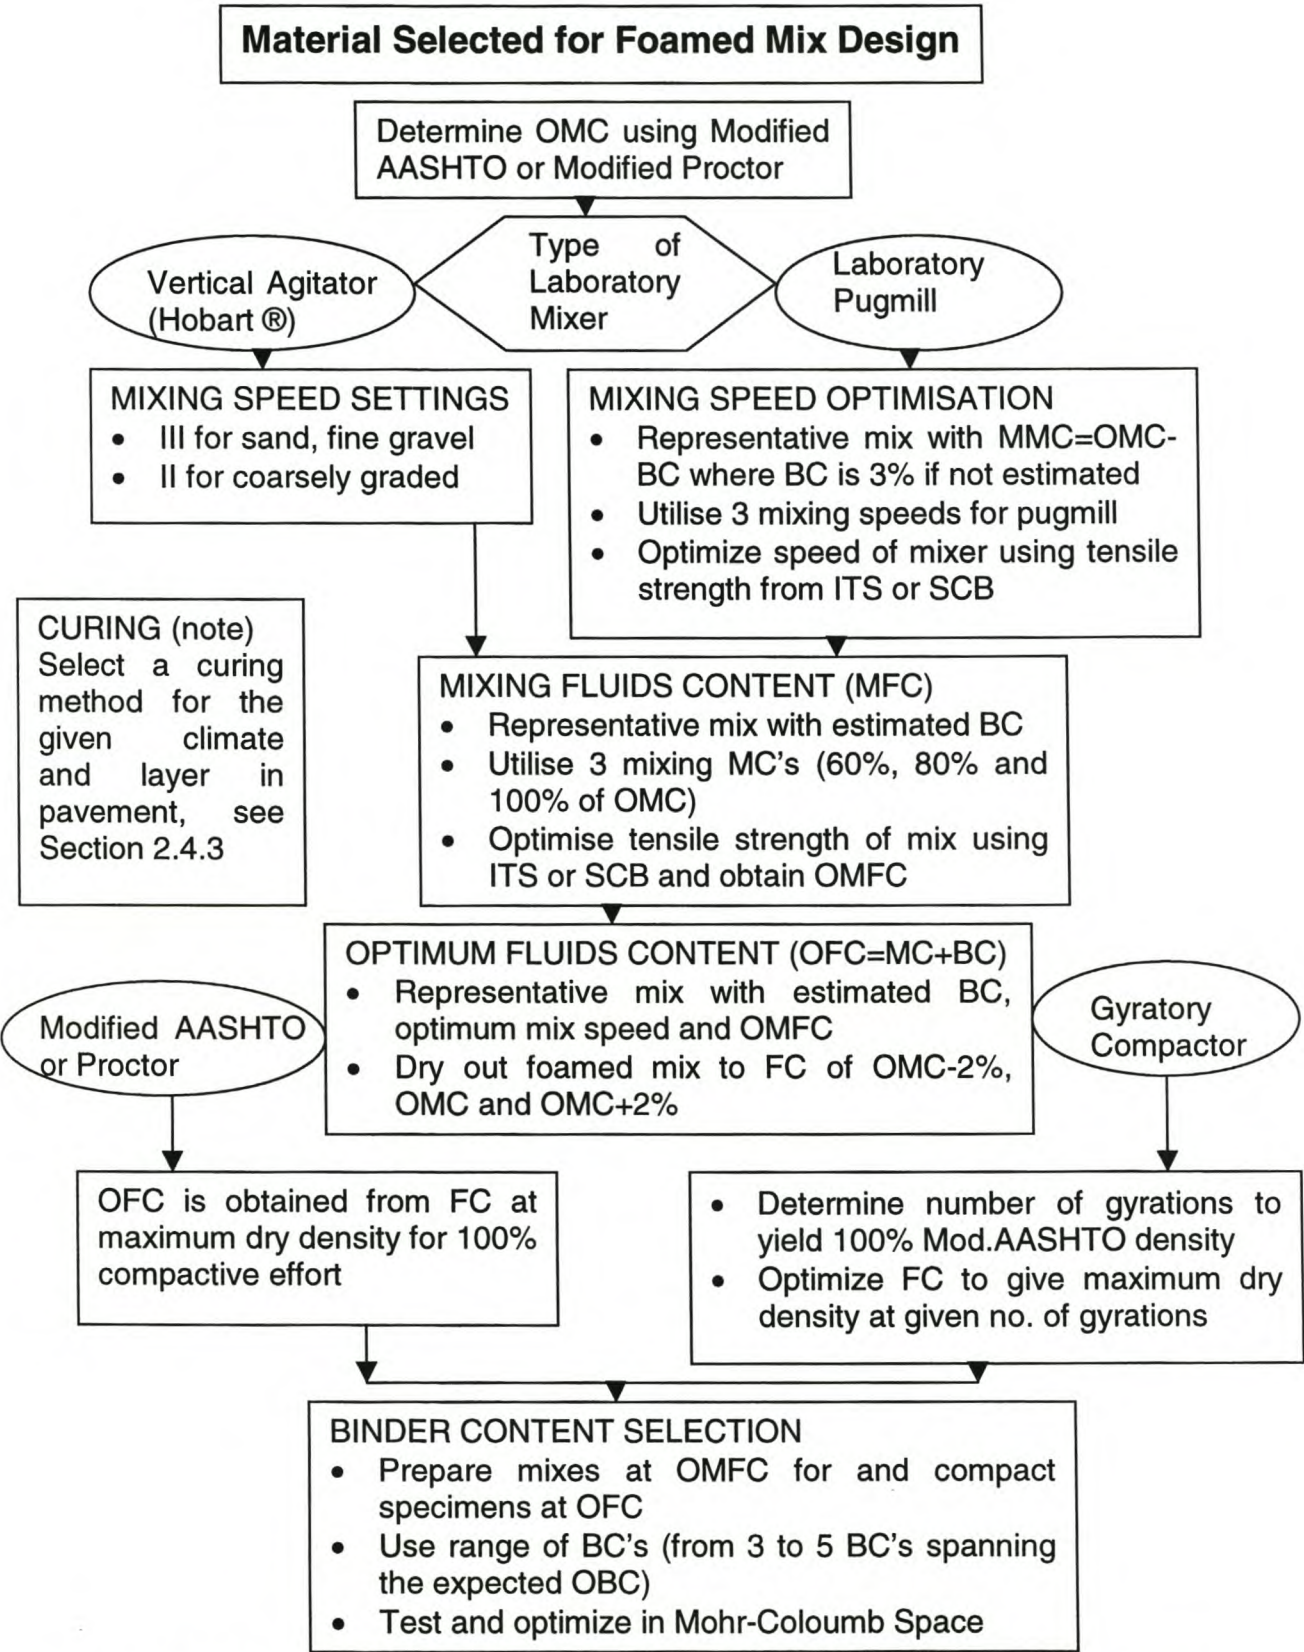 Material Selected for Foamed Mix Design
Determine OMC using Modified
AASHTO or Modified Proctor
Type of
Laboratory
Mixer
Vertical Agitator
(Hobart ®)
Laboratory
Pugmill
MIXING SPEED SETTINGS
• III for sand, fine gravel
• II for coarsely graded
MIXING SPEED OPTIMISATION
• Representative mix with MMC=OMC-
BC where BC is 3% if not estimated
• Utilise 3 mixing speeds for pugmill
• Optimize speed of mixer using tensile
strength from ITS or SCB
CURING (note)
Select a curing
method for the
given climate
and layer in
pavement, see
Section 2.4.3
MIXING FLUIDS CONTENT (MFC)
• Representative mix with estimated BC
• Utilise 3 mixing MC's (60%, 80% and
100% of OMC)
• Optimise tensile strength of mix using
ITS or SCB and obtain OMFC
OPTIMUM FLUIDS CONTENT (OFC=MC+BC)
• Representative mix with estimated BC,
optimum mix speed and OMFC
• Dry out foamed mix to FC of OMC-2%,
OMC and OMC+2%
Modified AASHTO
or Proctor
Gyratory
Compactor
OFC is obtained from FC at
maximum dry density for 100%
compactive effort
• Determine number of gyrations to
yield 100% Mod.AASHTO density
• Optimize FC to give maximum dry
density at given no. of gyrations
BINDER CONTENT SELECTION
• Prepare mixes at OMFC for and compact
specimens at OFC
• Use range of BC's (from 3 to 5 BC's spanning
the expected OBC)
• Test and optimize in Mohr-Coloumb Space